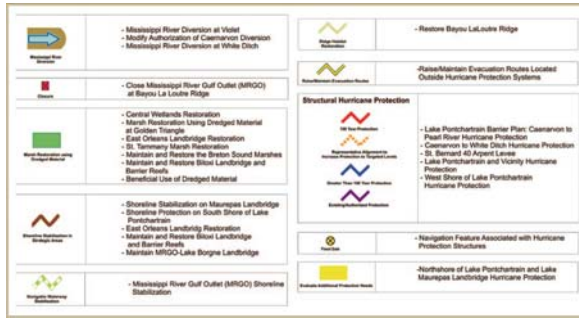 Mississippi River
Diversion
- Mississippi River Diversion at Violet
- Modify Authorization of Caernarvon Diversion
- Mississippi River Diversion at White Ditch
Closure
- Close Mississippi River Gulf Outlet (MRGO)
at Bayou La Loutre Ridge
Marsh Restoration using
Dredged Material
- Central Wetlands Restoration
- Marsh Restoration Using Dredged Material
at Golden Triangle
- East Orleans Landbridge Restoration
- St. Tammany Marsh Restoration
- Maintain and Restore the Breton Sound Marshes
- Maintain and Restore Biloxi Landbridge and
Barrier Reefs
- Beneficial Use of Dredged Material
Shoreline Stabilization in
Strategic Areas
- Shoreline Stabilization on Maurepas Landbridge
- Shoreline Protection on South Shore of Lake
Pontchartrain
- East Orleans Landbridg Restoration
- Maintain and Restore Biloxi Landbridge
and Barrier Reefs
- Maintain MRGO-Lake Borgne Landbridge
Navigable Waterway
Stabilization
- Mississippi River Gulf Outlet (MRGO) Shoreline
Stabilization
Ridge Habitat
Restoration
- Restore Bayou LaLoutre Ridge
Raise/Maintain Evacuation Routes
-Raise/Maintain Evacuation Routes Located
Outside Hurricane Protection Systems
Structural Hurricane Protection
100 Year Protection
Representative Alignment to
Increase Protection to Targeted Levels
Greater Than 100 Year Protection
Existing/Authorized Protection
- Lake Pontchartrain Barrier Plan: Caernarvon to
Pearl River Hurricane Protection
- Caernarvon to White Ditch Hurricane Protection
- St. Bernard 40 Arpent Levee
- Lake Pontchartrain and Vicinity Hurricane
Protection
- West Shore of Lake Pontchartrain
Hurricane Protection
Flood Gate
- Navigation Feature Associated with Hurricane
Protection Structures
Evaluate Additional Protection Needs
-Northshore of Lake Pontchartrain and Lake
Maurepas Landbridge Hurricane Protection